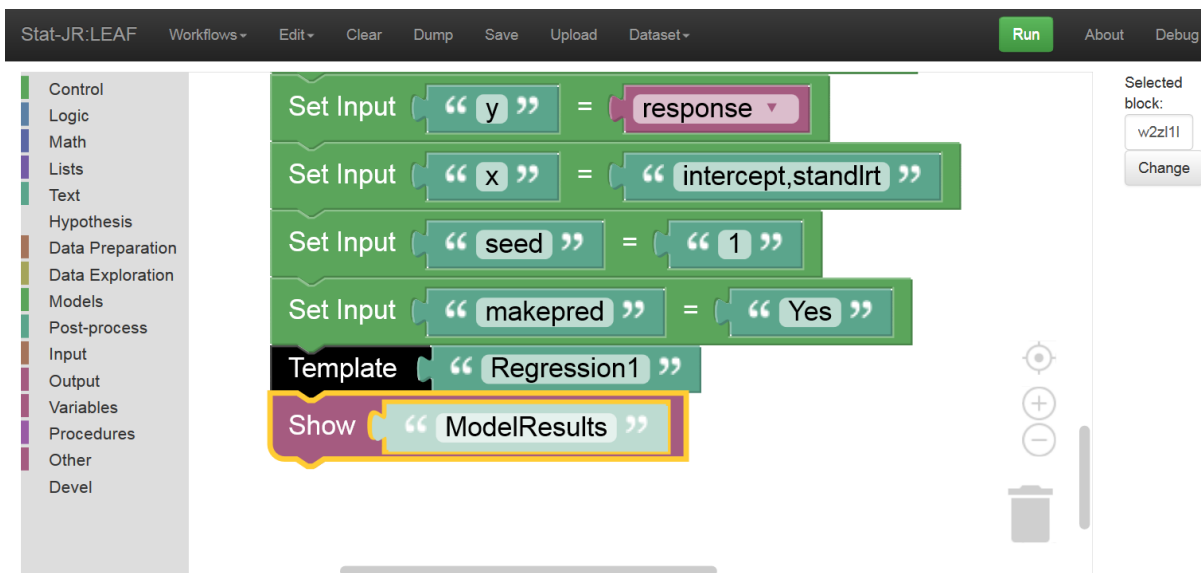 Stat-JR:LEAF Workflows Edit Clear Dump Save Upload Dataset Run About Debug
Control
Logic
Math
Lists
Text
Hypothesis
Data Preparation
Data Exploration
Models
Post-process
Input
Output
Variables
Procedures
Other
Devel
Set Input “ y ” = response
Set Input “ x ” = “ intercept,standlrt ”
Set Input “ seed ” = “ 1 ”
Set Input “ makepred ” = “ Yes ”
Template “ Regression1 ”
Show “ ModelResults ”
Selected
block:
w2zl1l
Change